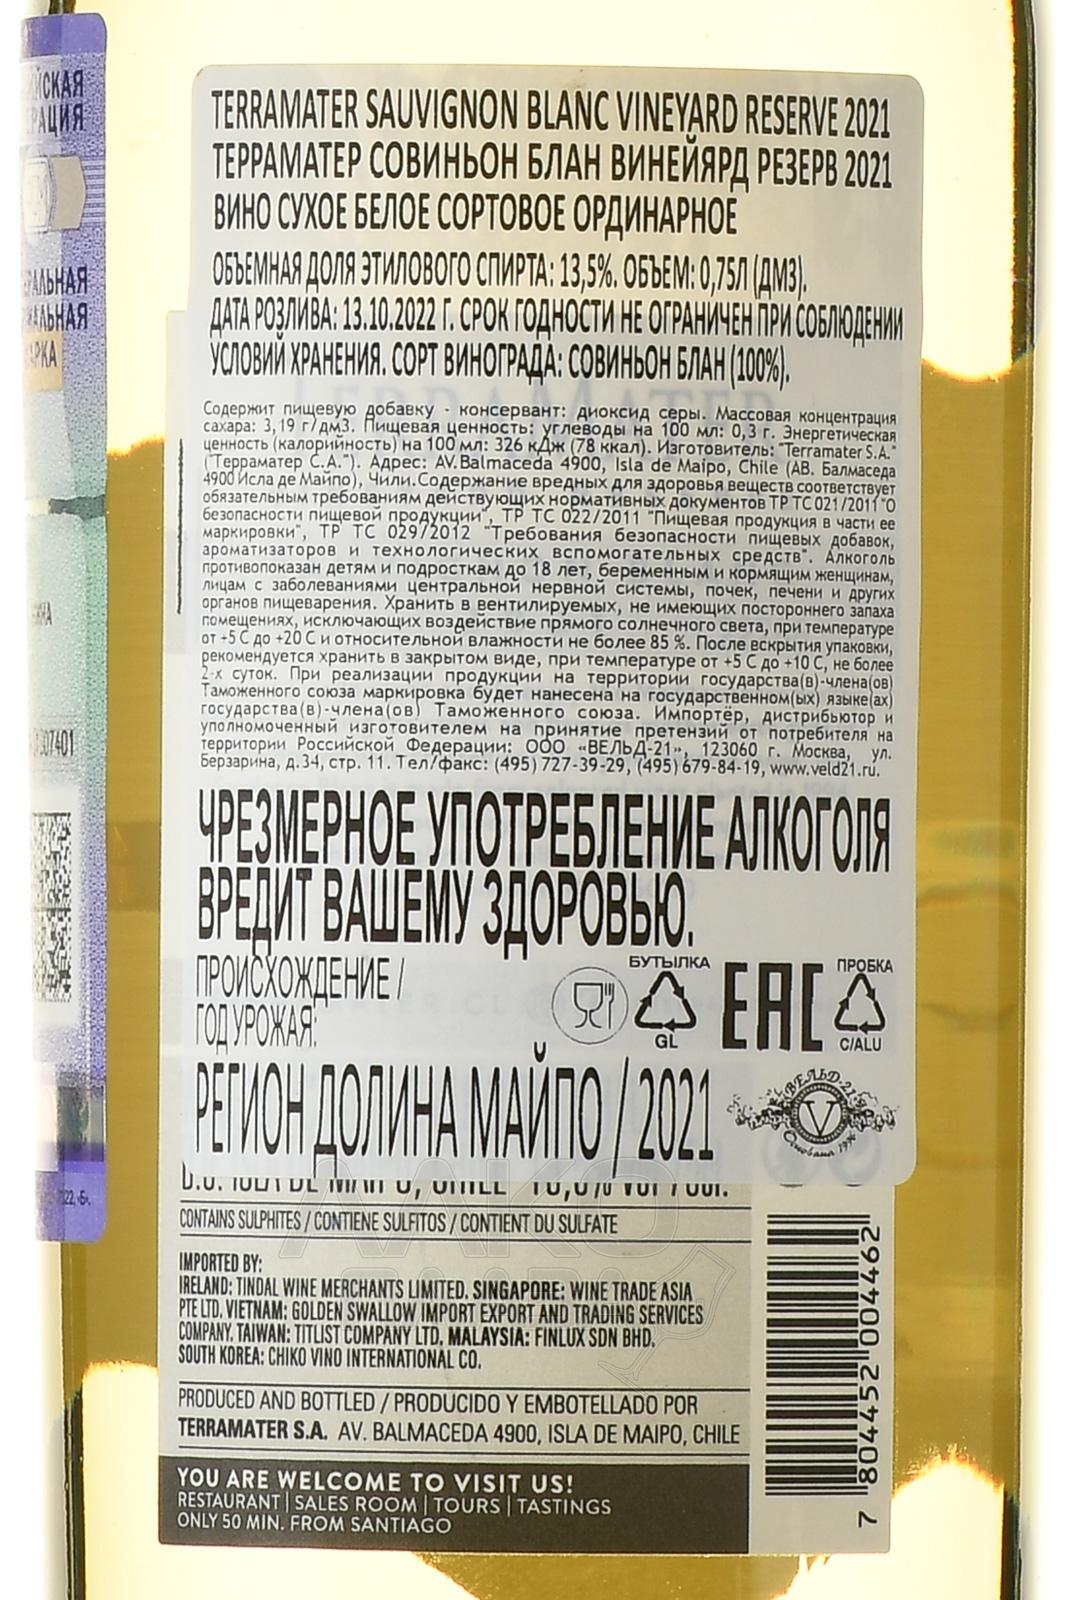 TERRAMATER SAUVIGNON BLANC VINEYARD RESERVE 2021
ТЕРРАМАТЕР СОВИНЬОН БЛАН ВИНЕЙЯРД РЕЗЕРВ 2021
ВИНО СУХОЕ БЕЛОЕ СОРТОВОЕ ОРДИНАРНОЕ
ОБЪЕМНАЯ ДОЛЯ ЭТИЛОВОГО СПИРТА: 13,5%. ОБЪЕМ: 0,75Л (ДМ3).
ДАТА РОЗЛИВА: 13.10.2022 Г. СРОК ГОДНОСТИ НЕ ОГРАНИЧЕН ПРИ СОБЛЮДЕНИИ
УСЛОВИЙ ХРАНЕНИЯ. СОРТ ВИНОГРАДА: СОВИНЬОН БЛАН (100%).
Содержит пищевую добавку - консервант: диоксид серы. Массовая концентрация
сахара: 3,19 г/дм3. Пищевая ценность: углеводы на 100 мл: 0,3 г. Энергетическая
ценность (калорийность) на 100 мл: 326 кДж (78 ккал). Изготовитель: "Terramater S.A."
("Терраматер С.А."). Адрес: AV.Balmaceda 4900, Isla de Maipo, Chile (АВ. Балмаседа
4900 Исла де Майпо), Чили.Содержание вредных для здоровья веществ соответствует
обязательным требованиям действующих нормативных документов ТР ТС 021/2011 "О
безопасности пищевой продукции", ТР ТС 022/2011 "Пищевая продукция в части ее
маркировки", ТР ТС 029/2012 "Требования безопасности пищевых добавок,
ароматизаторов и технологических вспомогательных средств". Алкоголь
противопоказан детям и подросткам до 18 лет, беременным и кормящим женщинам,
лицам с заболеваниями центральной нервной системы, почек, печени и других
органов пищеварения. Хранить в вентилируемых, не имеющих постороннего запаха
помещениях, исключающих воздействие прямого солнечного света, при температуре
от +5 С до +20 С и относительной влажности не более 85 %. После вскрытия упаковки,
рекомендуется хранить в закрытом виде, при температуре от +5 С до +10 С, не более
2-х суток. При реализации продукции на территории государства(в)-члена(ов)
Таможенного союза маркировка будет нанесена на государственном(ых) языке(ах)
государства(в)-члена(ов) Таможенного союза. Импортёр, дистрибьютор и
уполномоченный изготовителем на принятие претензий от потребителя на
территории Российской Федерации: ООО «ВЕЛЬД-21», 123060 г. Москва, ул.
Берзарина, д.34, стр. 11. Тел/факс: (495) 727-39-29, (495) 679-84-19, www.veld21.ru.
ЧРЕЗМЕРНОЕ УПОТРЕБЛЕНИЕ АЛКОГОЛЯ
ВРЕДИТ ВАШЕМУ ЗДОРОВЬЮ.
ПРОИСХОЖДЕНИЕ /
ГОД УРОЖАЯ:
БУТЫЛКА
GL
EAC
ПРОБКА
C/ALU
РЕГИОН ДОЛИНА МАЙПО / 2021
ВЕЛЬД-21
V
Основана 1996
CONTAINS SULPHITES / CONTIENE SULFITOS / CONTIENT DU SULFATE
IMPORTED BY:
IRELAND: TINDAL WINE MERCHANTS LIMITED. SINGAPORE: WINE TRADE ASIA
PTE LTD. VIETNAM: GOLDEN SWALLOW IMPORT EXPORT AND TRADING SERVICES
COMPANY. TAIWAN: TITLIST COMPANY LTD. MALAYSIA: FINLUX SDN BHD.
SOUTH KOREA: CHIKO VINO INTERNATIONAL CO.
PRODUCED AND BOTTLED / PRODUCIDO Y EMBOTELLADO POR
TERRAMATER S.A. AV. BALMACEDA 4900, ISLA DE MAIPO, CHILE
YOU ARE WELCOME TO VISIT US!
RESTAURANT | SALES ROOM | TOURS | TASTINGS
ONLY 50 MIN. FROM SANTIAGO
7 804452 004462